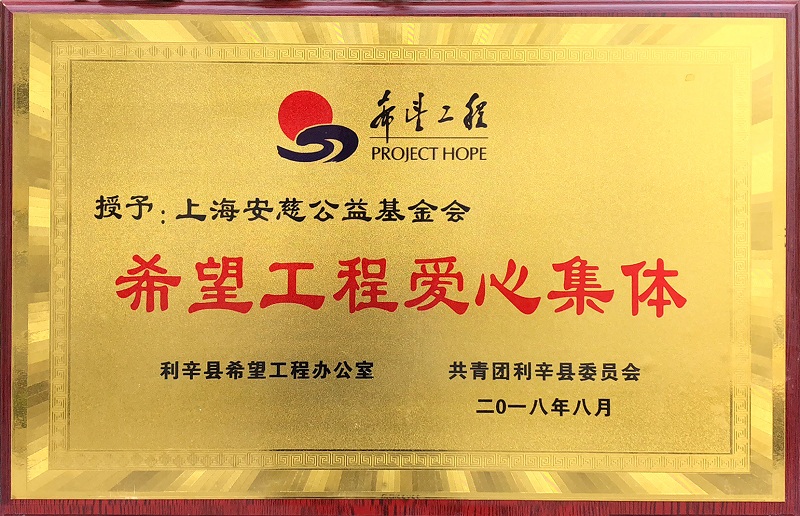 希望工程
PROJECT HOPE
授予：上海安慈公益基金会
希望工程爱心集体
利辛县希望工程办公室
共青团利辛县委员会
二0一八年八月